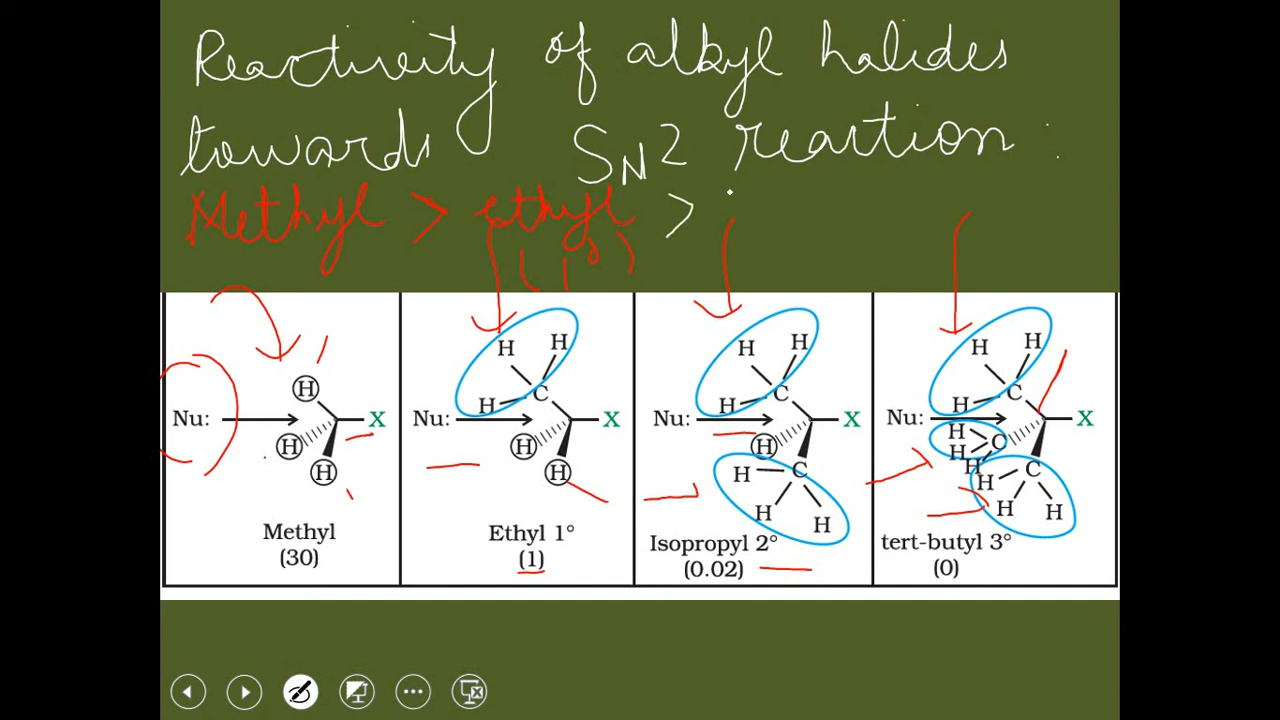 Reactivity of alkyl halides
towards SN2 reaction.
Methyl > ethyl >
(1°)
H H H H H H H
H H H C H C H C
Nu: X Nu: X Nu: X Nu: X
H H H H H C H
H H H C H C
H H H H
Methyl Ethyl 1° Isopropyl 2° tert-butyl 3°
(30) (1) (0.02) (0)